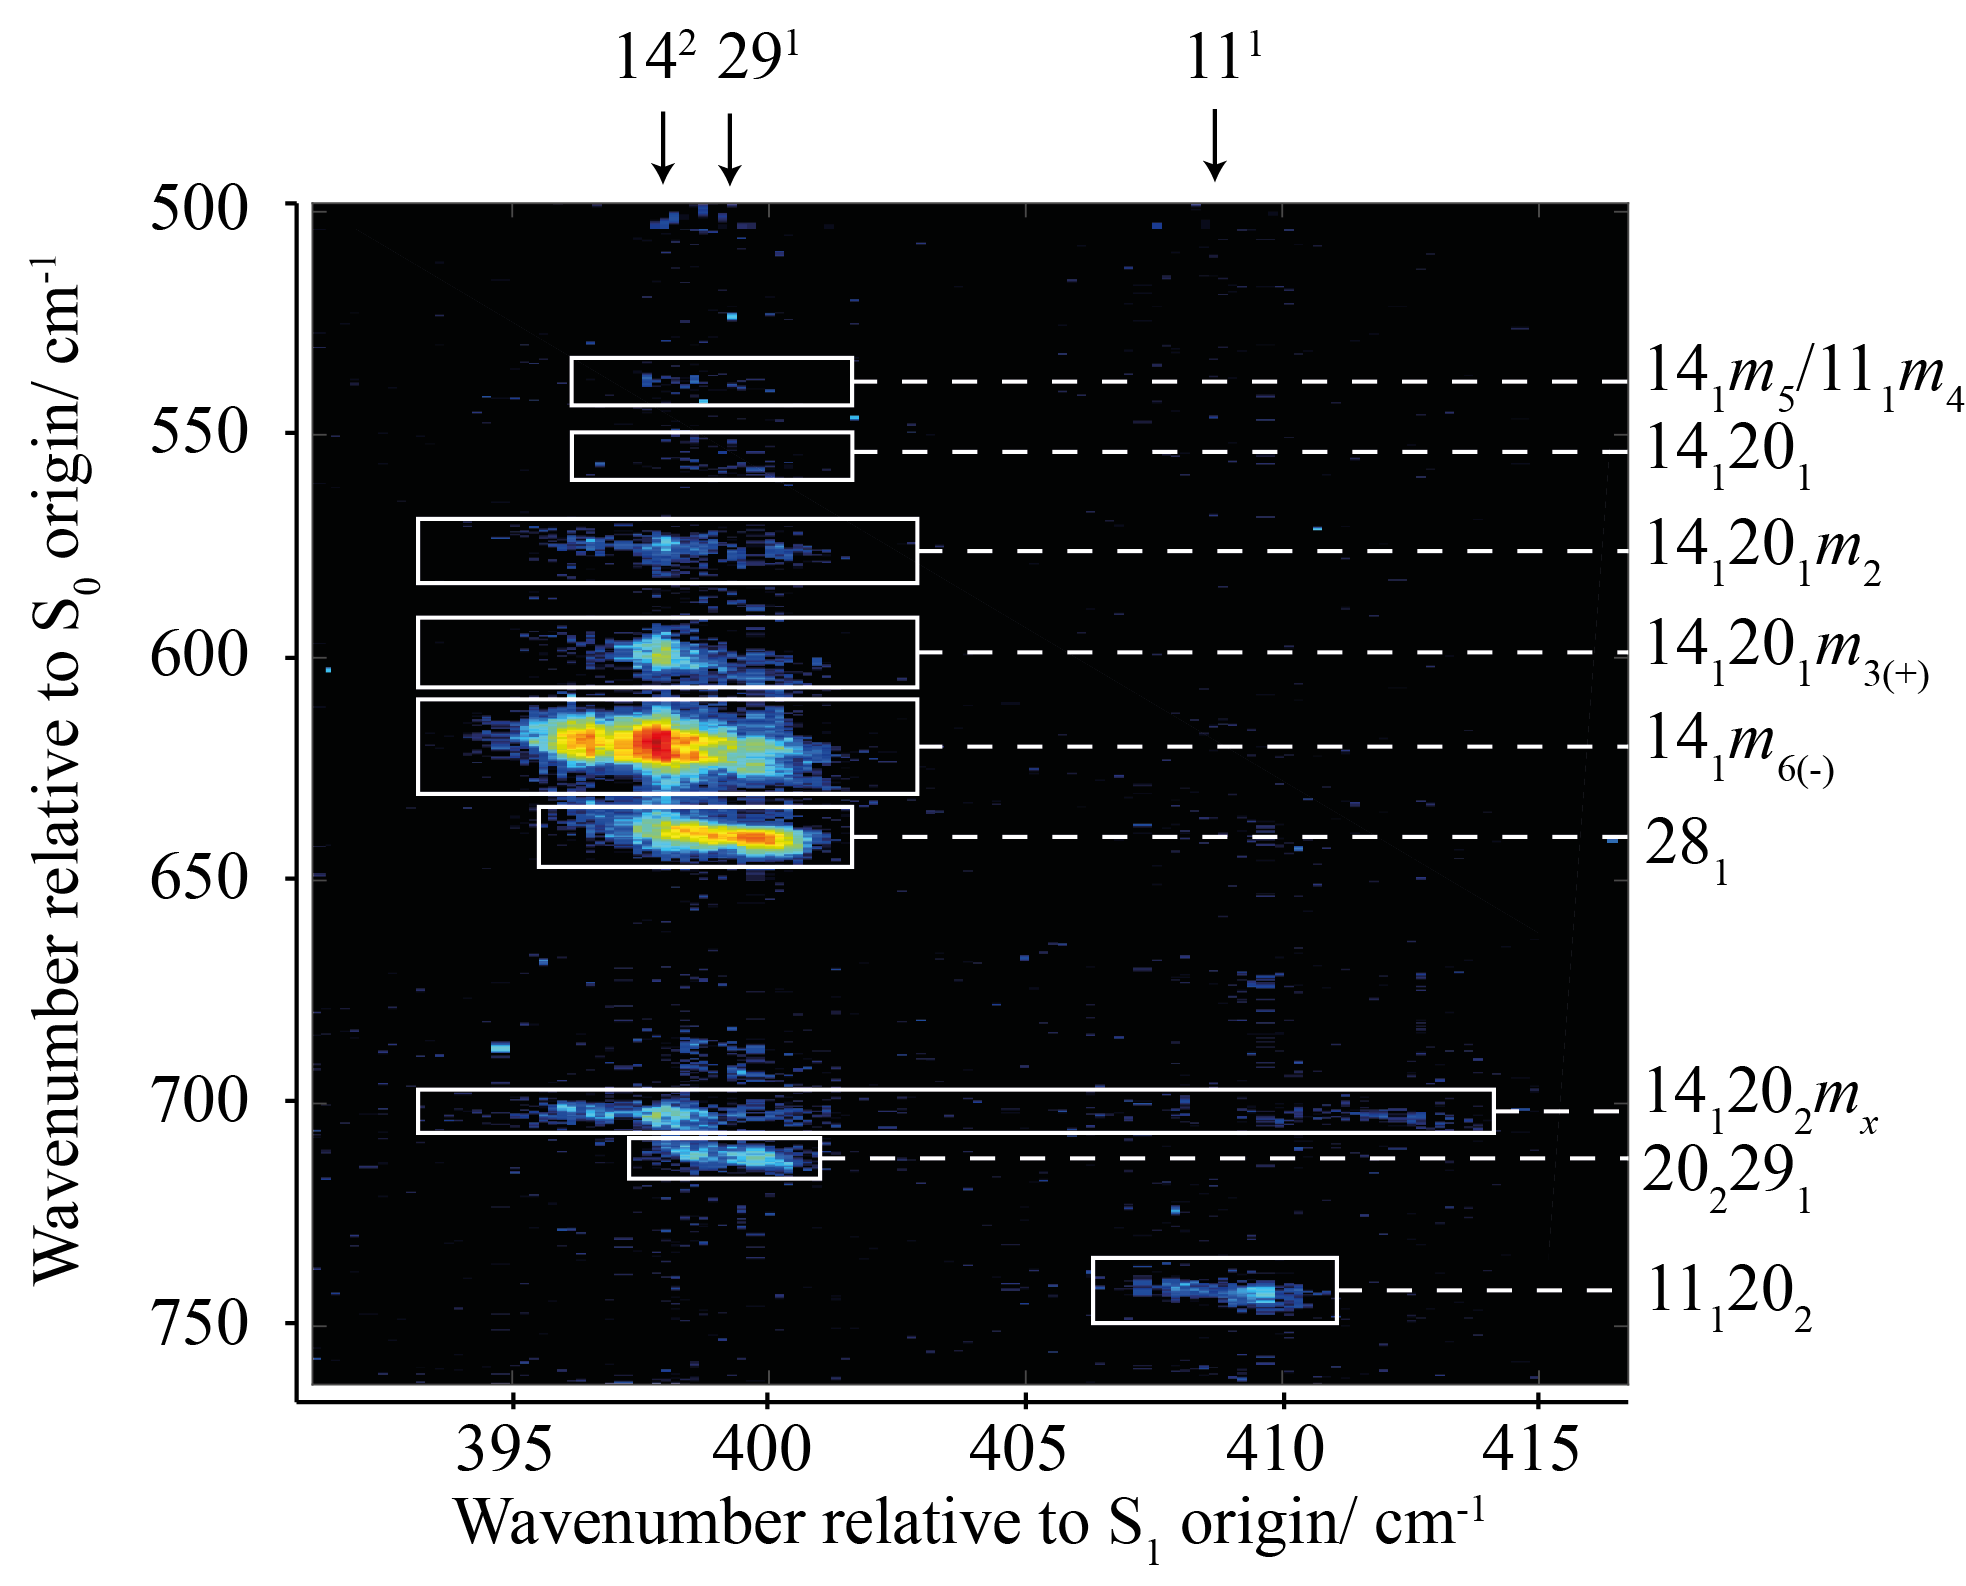 14² 29¹ 11¹
500
550
600
650
700
750
Wavenumber relative to S₀ origin/ cm⁻¹
14₁m₅/11₁m₄
14₁20₁
14₁20₁m₂
14₁20₁m₃₍₊₎
14₁m₆₍₋₎
28₁
14₁20₂mₓ
20₂29₁
11₁20₂
395 400 405 410 415
Wavenumber relative to S₁ origin/ cm⁻¹